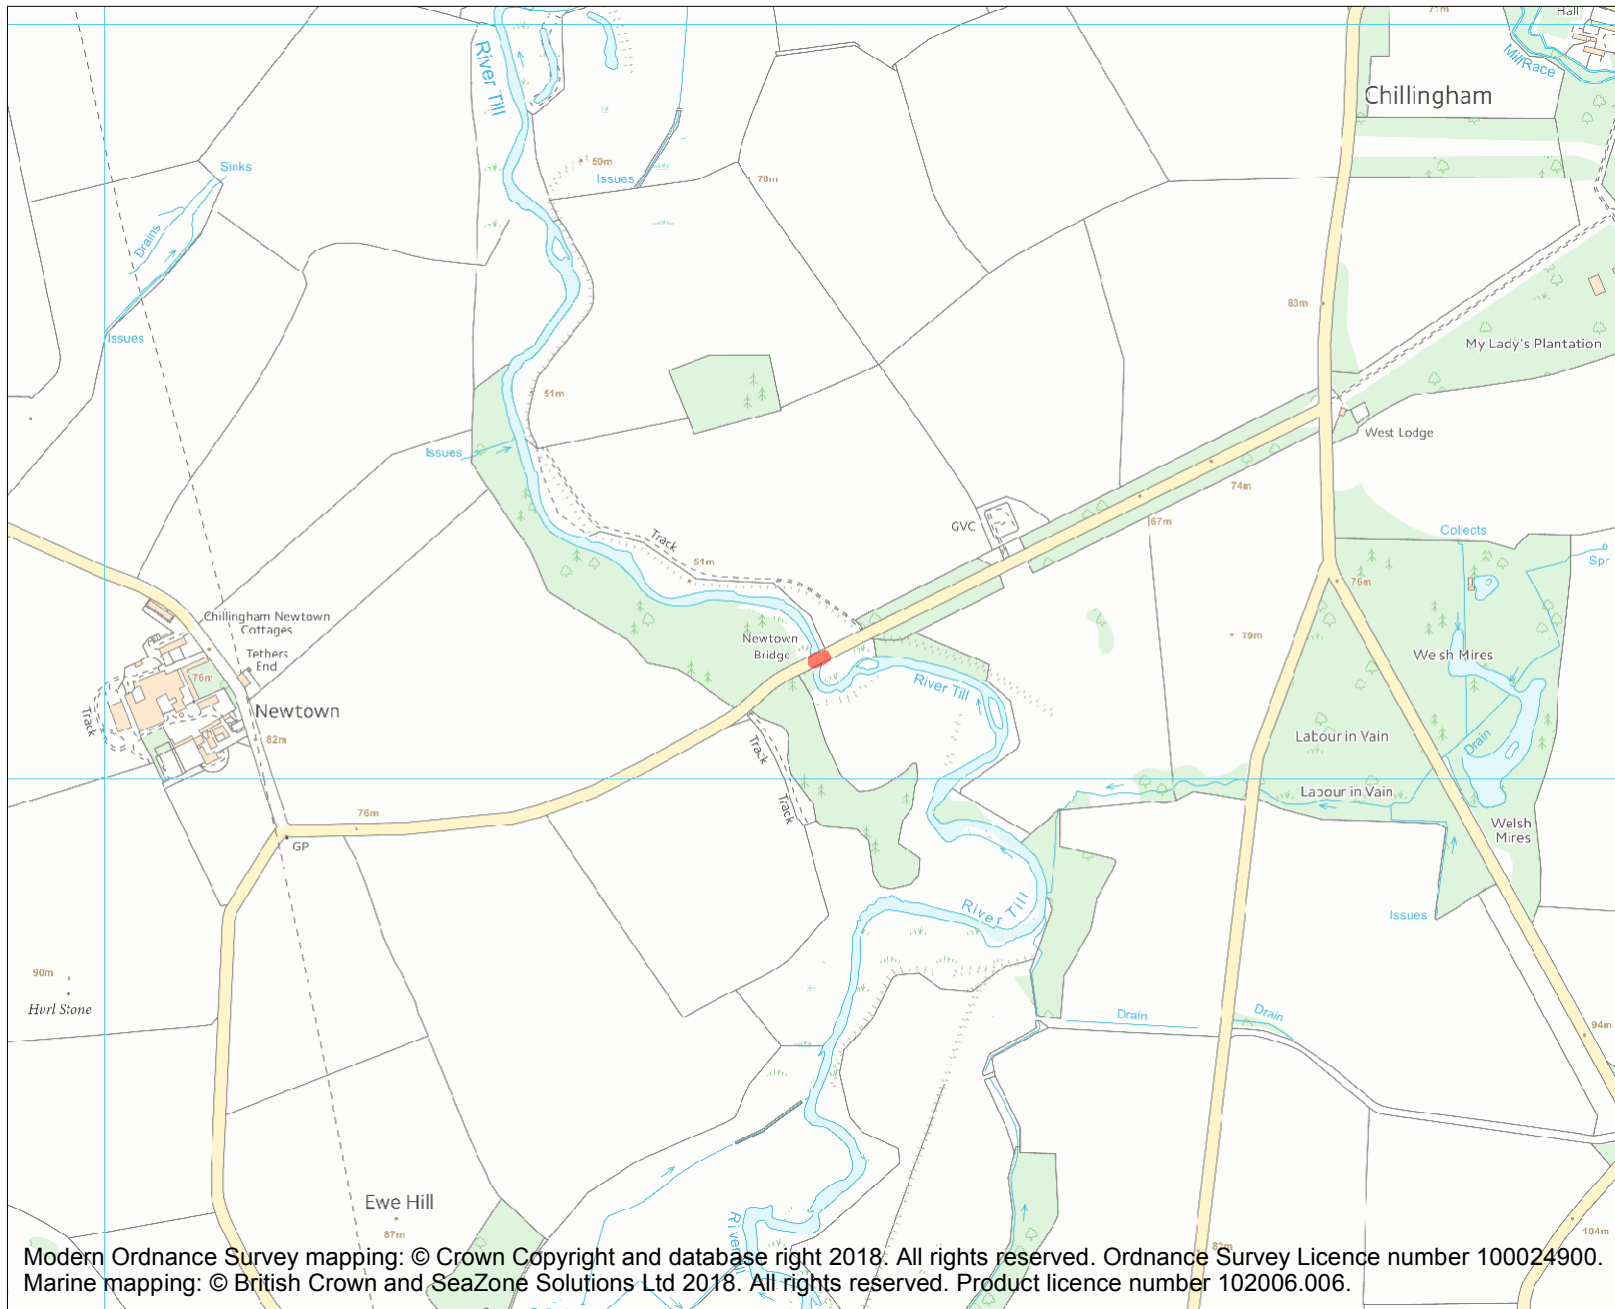 71m
Hall
Mill Race
River Till
Chillingham
Sinks
50m
Issues
70m
Drains
83m
Issues
My Lady's Plantation
51m
West Lodge
Issues
74m
67m
GVC
Collects
Track
51m
Spr
76m
Chillingham Newtown
Cottages
79m
Newtown
Bridge
Tethers
End
Welsh Mires
76m
River Till
Newtown
Track
82m
Track
Labour in Vain
Drain
Track
Labour in Vain
76m
GP
Welsh
Mires
River Till
Issues
90m
Hurl Stone
Drain
Drain
94m
Ewe Hill
87m
River Till
82m
104m
Modern Ordnance Survey mapping: © Crown Copyright and database right 2018. All rights reserved. Ordnance Survey Licence number 100024900.
Marine mapping: © British Crown and SeaZone Solutions Ltd 2018. All rights reserved. Product licence number 102006.006.